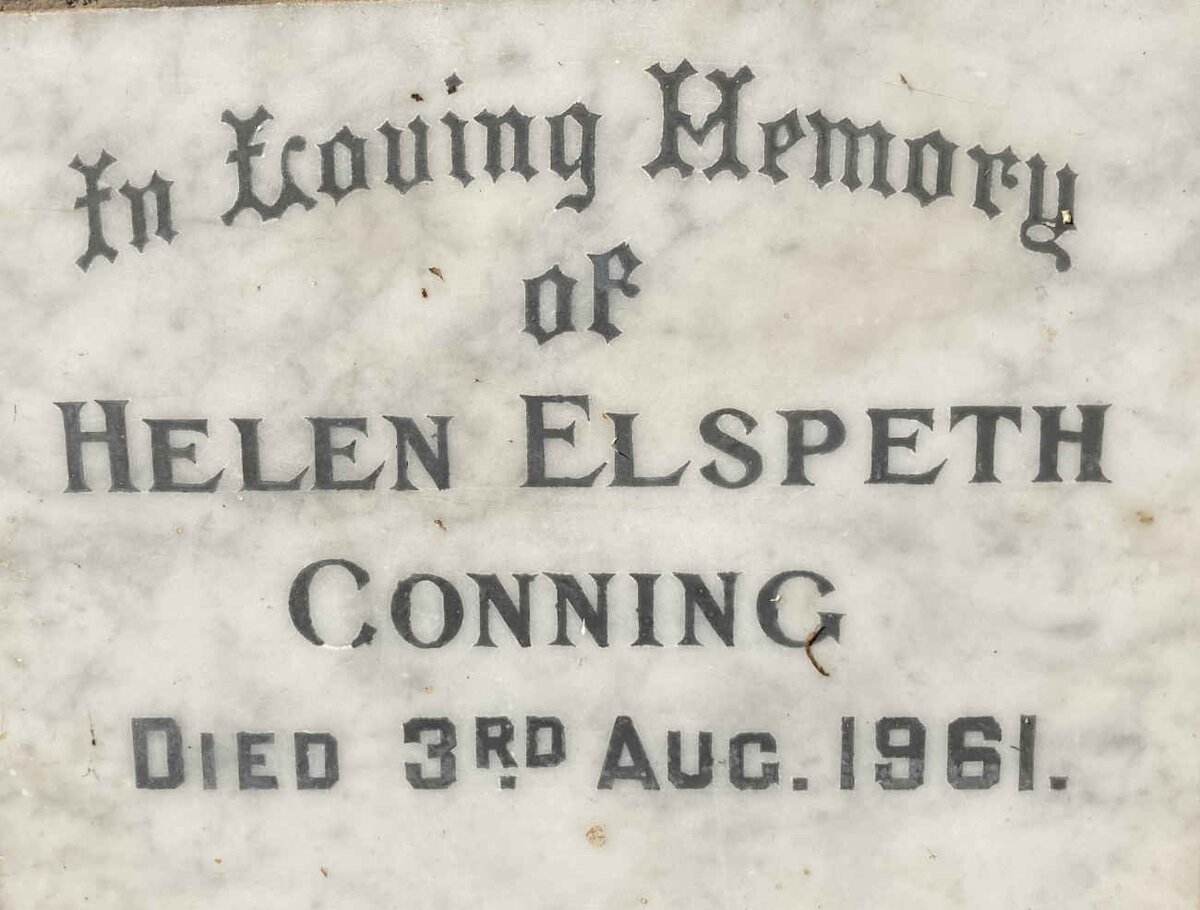 In Loving Memory
of
HELEN ELSPETH
CONNING
DIED 3RD AUG. 1961.